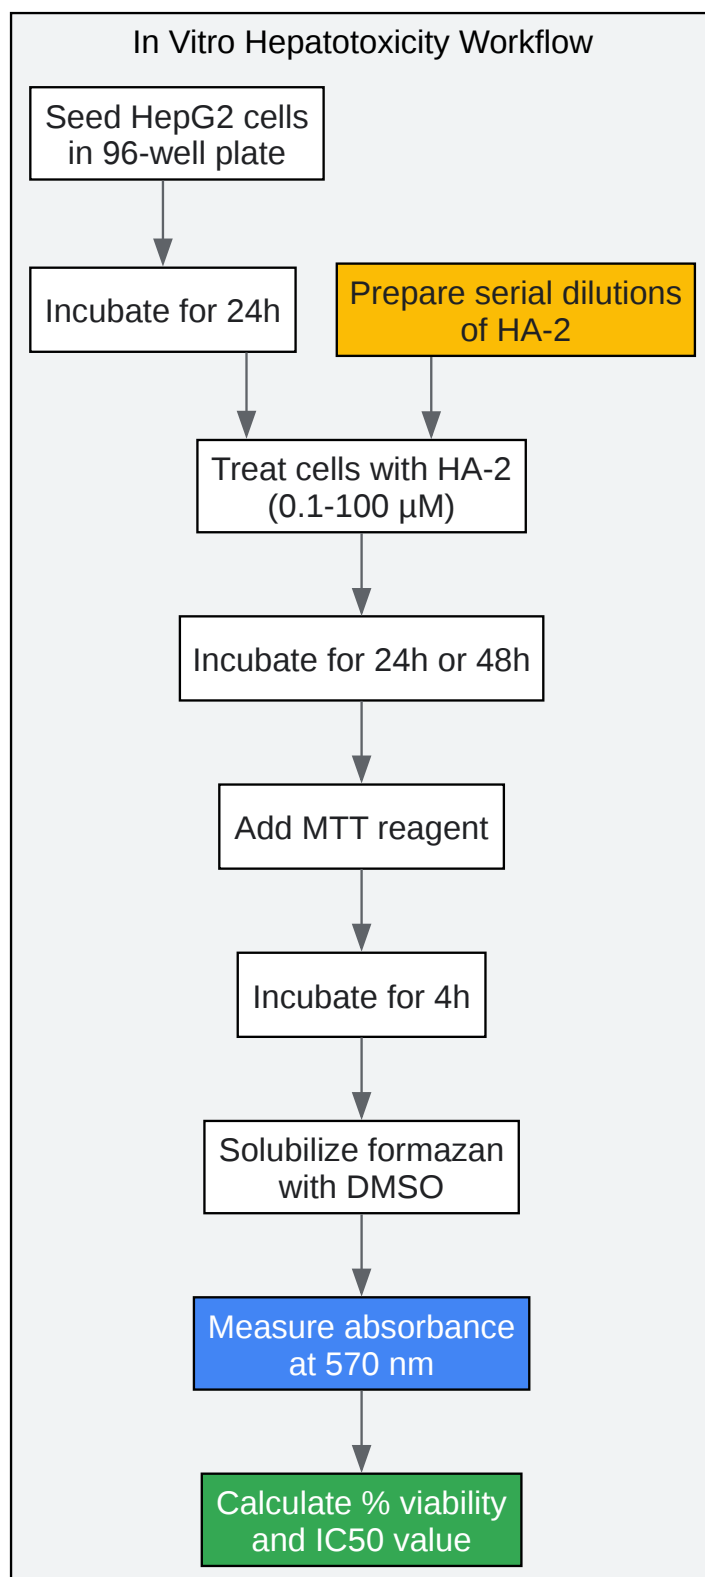 In Vitro Hepatotoxicity Workflow
Seed HepG2 cells
in 96-well plate
Incubate for 24h
Prepare serial dilutions
of HA-2
Treat cells with HA-2
(0.1-100 µM)
Incubate for 24h or 48h
Add MTT reagent
Incubate for 4h
Solubilize formazan
with DMSO
Measure absorbance
at 570 nm
Calculate % viability
and IC50 value